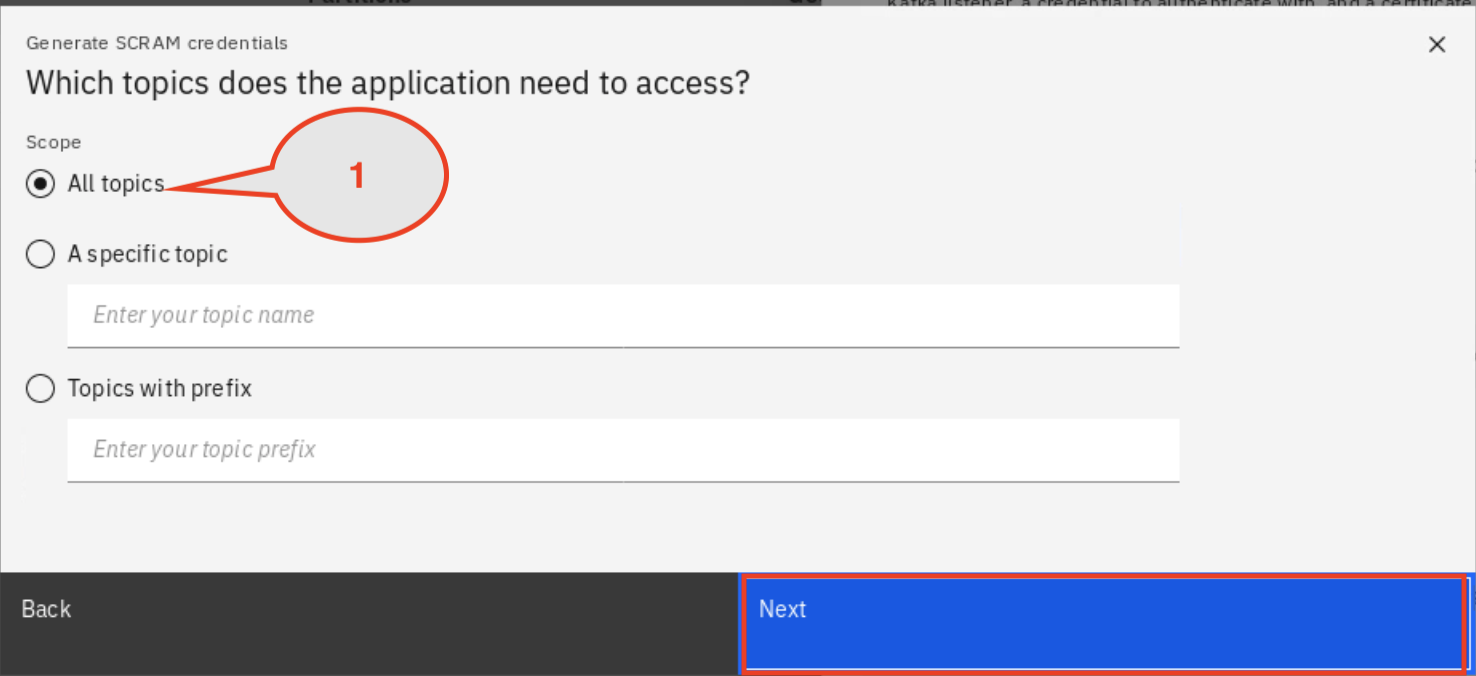 Kafka listener, a credential to authenticate with, and a certificate
Generate SCRAM credentials
Which topics does the application need to access?
Scope
All topics
1
A specific topic
Enter your topic name
Topics with prefix
Enter your topic prefix
Back
Next